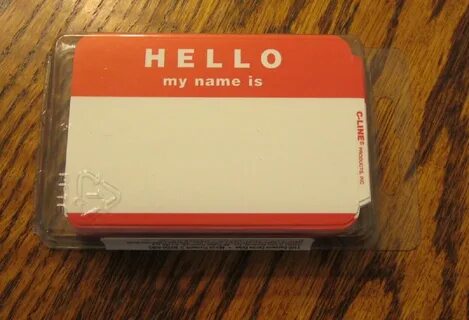 HELLO
my name is
C-LINE®
PRODUCTS, INC.